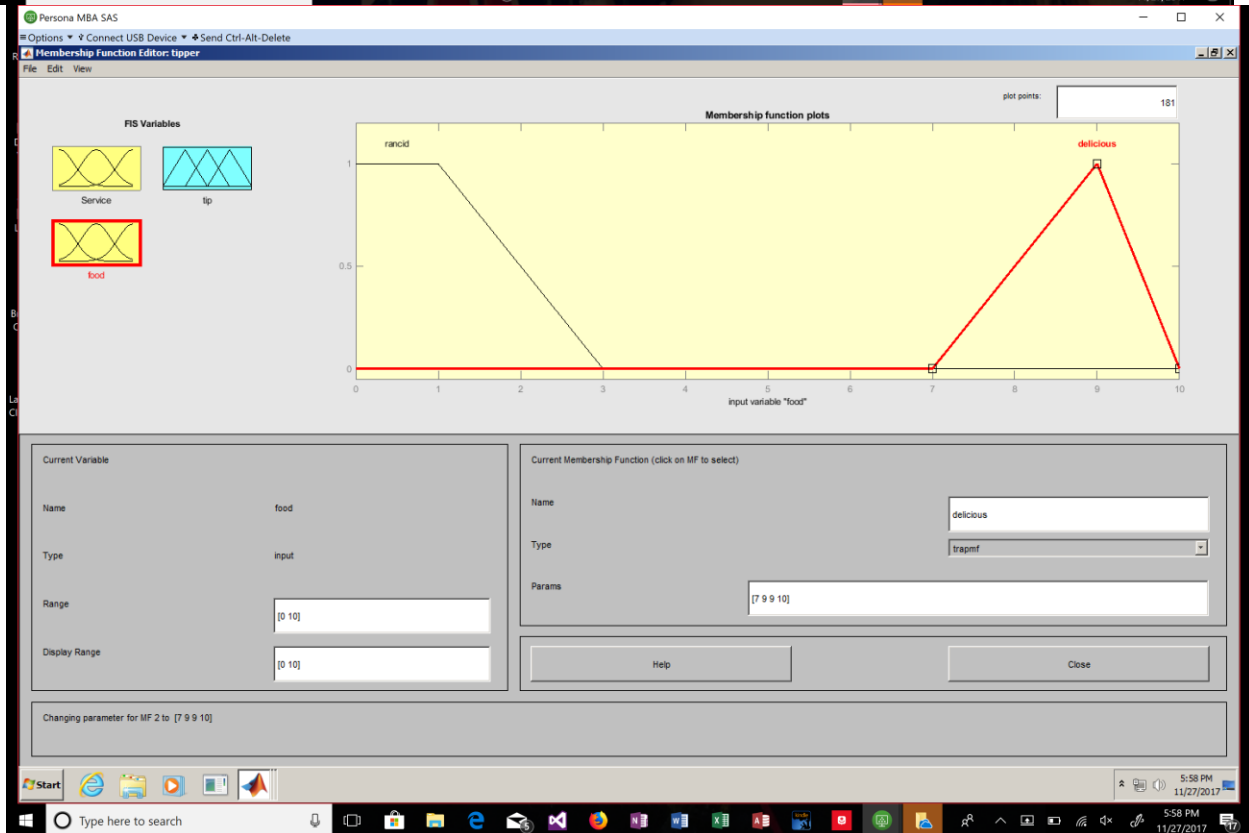 Persona MBA SAS
Options Connect USB Device Send Ctrl-Alt-Delete
Membership Function Editor: tipper
File Edit View
plot points:
181
FIS Variables
Service
tip
food
Membership function plots
rancid
delicious
1
0.5
0
0 1 2 3 4 5 6 7 8 9 10
input variable "food"
Current Variable
Name food
Type input
Range [0 10]
Display Range [0 10]
Current Membership Function (click on MF to select)
Name delicious
Type trapmf
Params [7 9 9 10]
Help Close
Changing parameter for MF 2 to [7 9 9 10]
Start
5:58 PM
11/27/2017
Type here to search
5:58 PM
11/27/2017